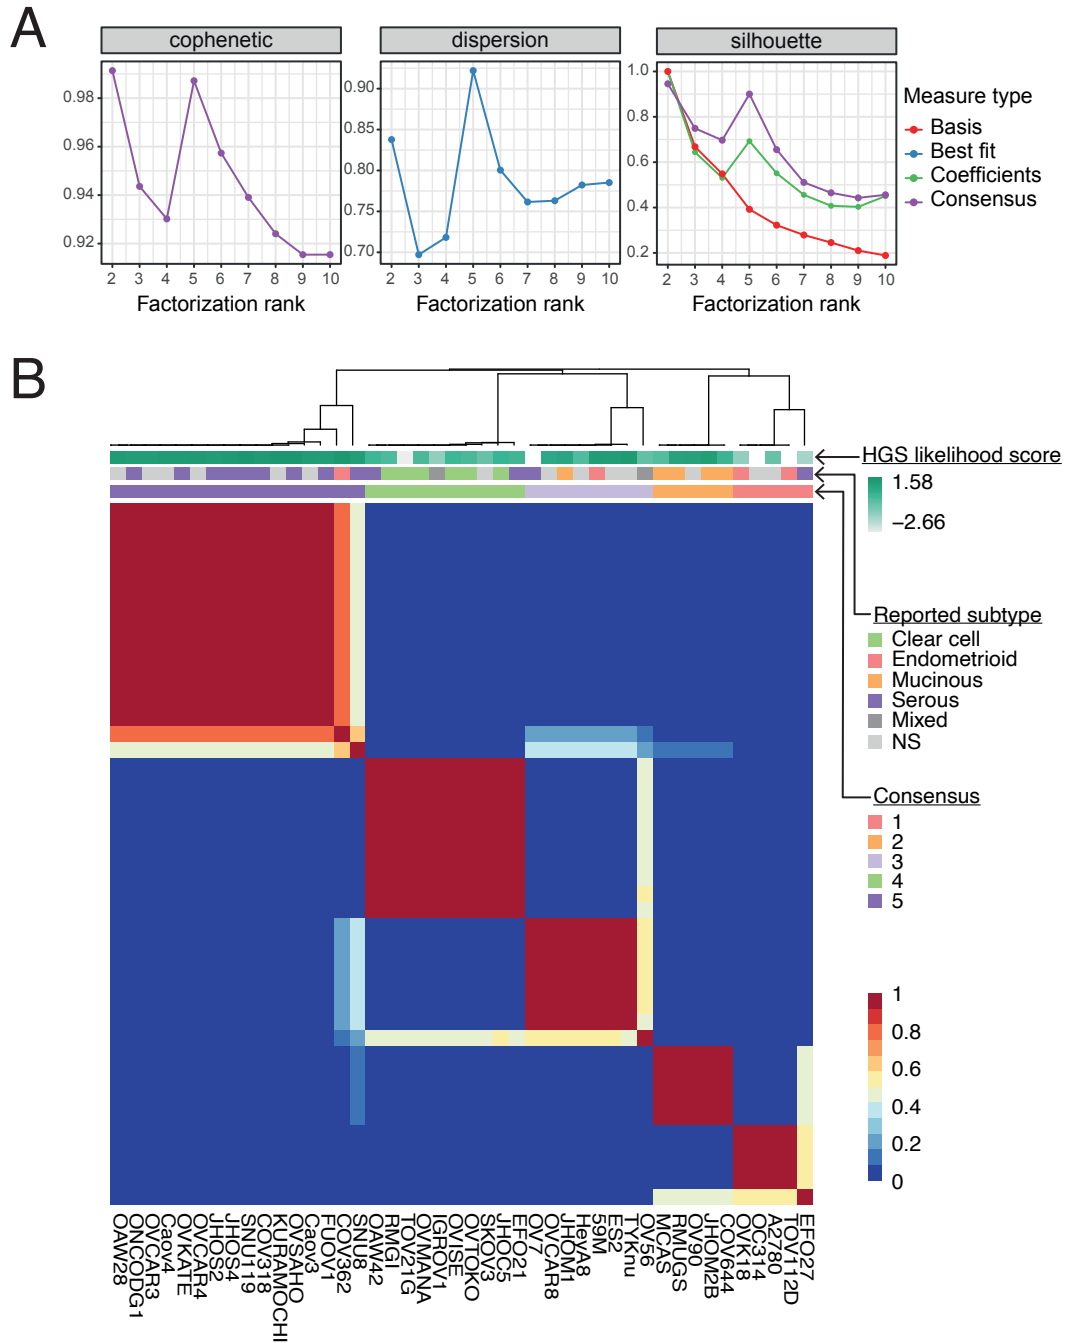 A
cophenetic
dispersion
silhouette
0.98
0.96
0.94
0.92
2 3 4 5 6 7 8 9 10
Factorization rank
0.90
0.85
0.80
0.75
0.70
2 3 4 5 6 7 8 9 10
Factorization rank
1.0
0.8
0.6
0.4
0.2
2 3 4 5 6 7 8 9 10
Factorization rank
Measure type
Basis
Best fit
Coefficients
Consensus
B
HGS likelihood score
1.58
−2.66
Reported subtype
Clear cell
Endometrioid
Mucinous
Serous
Mixed
NS
Consensus
1
2
3
4
5
1
0.8
0.6
0.4
0.2
0
OAW28
ONCODG1
OVCAR3
Caov4
OVKATE
OVCAR4
JHOS2
JHOS4
SNU119
COV318
KURAMOCHI
OVSAHO
Caov3
FUOV1
COV362
SNU8
OAW42
RMGI
TOV21G
OVMANA
IGROV1
OVISE
OVTOKO
SKOV3
JHOC5
EFO21
OV7
OVCAR8
JHOM1
HeyA8
59M
ES2
TYKnu
OV56
MCAS
RMUGS
OV90
JHOM2B
COV644
OVK18
OC314
A2780
TOV112D
EFO27